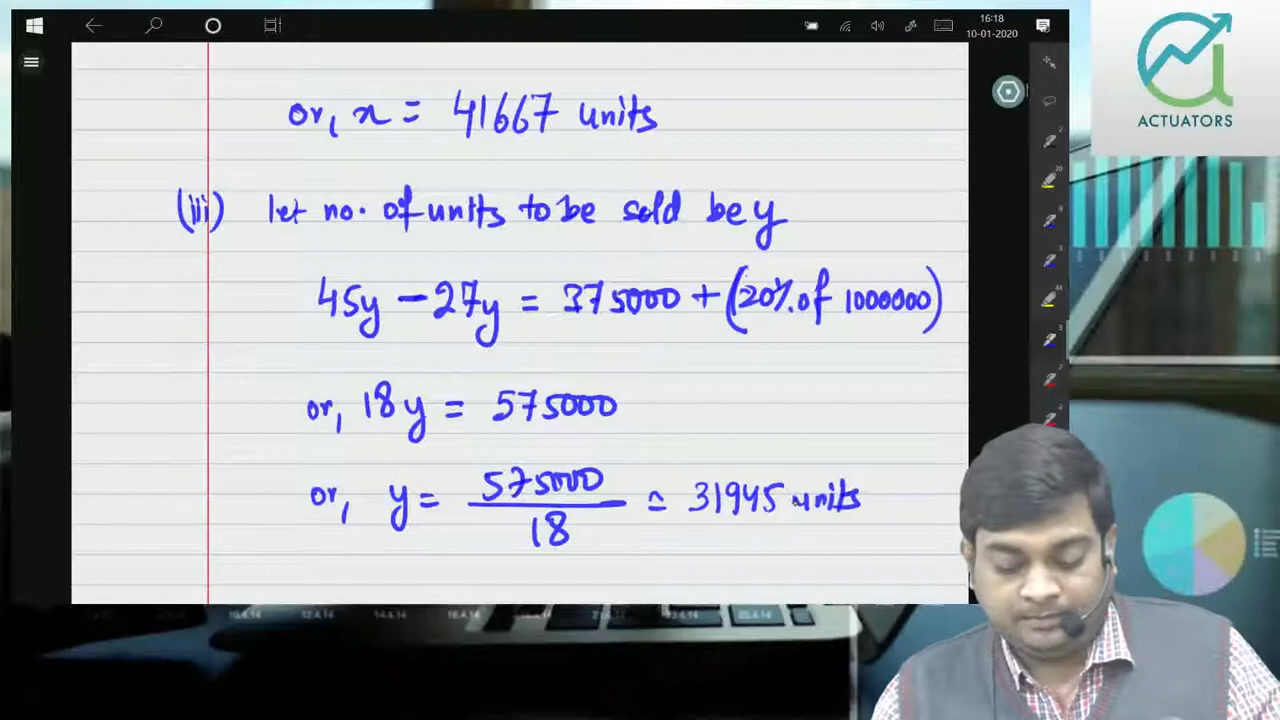 16:18
10-01-2020
ACTUATORS
or, x = 41667 units
(iii) let no. of units to be sold be y
45y - 27y = 375000 + (20% of 1000000)
or, 18y = 575000
or, y = 575000/18 = 31945 units